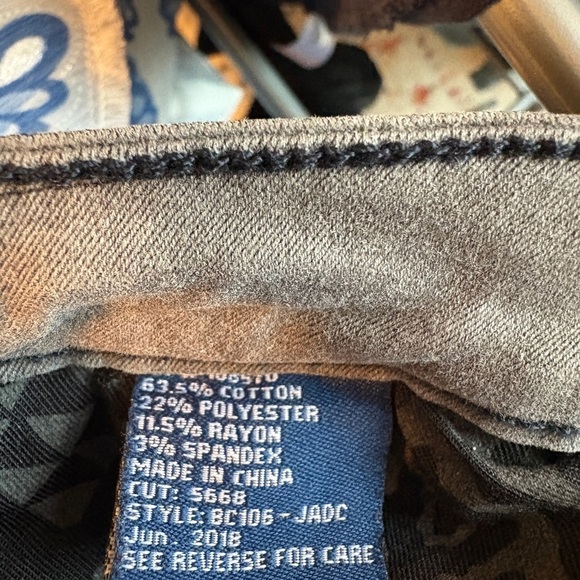 63.5% COTTON
22% POLYESTER
11.5% RAYON
3% SPANDEX
MADE IN CHINA
CUT: 5668
STYLE: BC106 - JADC
Jun. 2018
SEE REVERSE FOR CARE